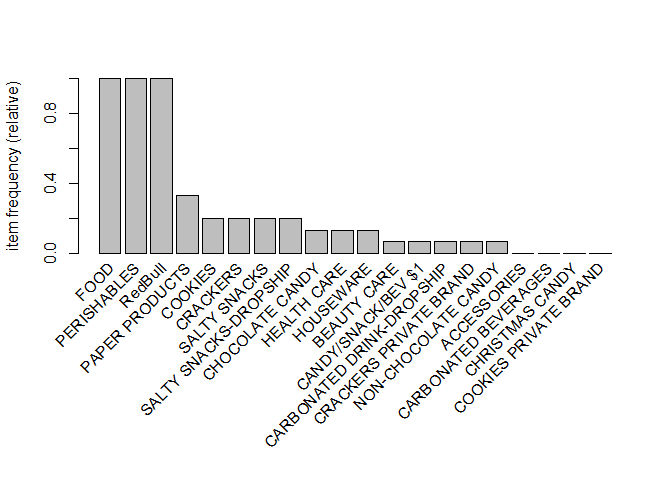 item frequency (relative)
0.0
0.4
0.8
FOOD
PERISHABLES
RedBull
PAPER PRODUCTS
COOKIES
CRACKERS
SALTY SNACKS
SALTY SNACKS-DROPSHIP
CHOCOLATE CANDY
HEALTH CARE
HOUSEWARE
BEAUTY CARE
CANDY/SNACK/BEV $1
CARBONATED DRINK-DROPSHIP
CRACKERS PRIVATE BRAND
NON-CHOCOLATE CANDY
ACCESSORIES
CARBONATED BEVERAGES
CHRISTMAS CANDY
COOKIES PRIVATE BRAND